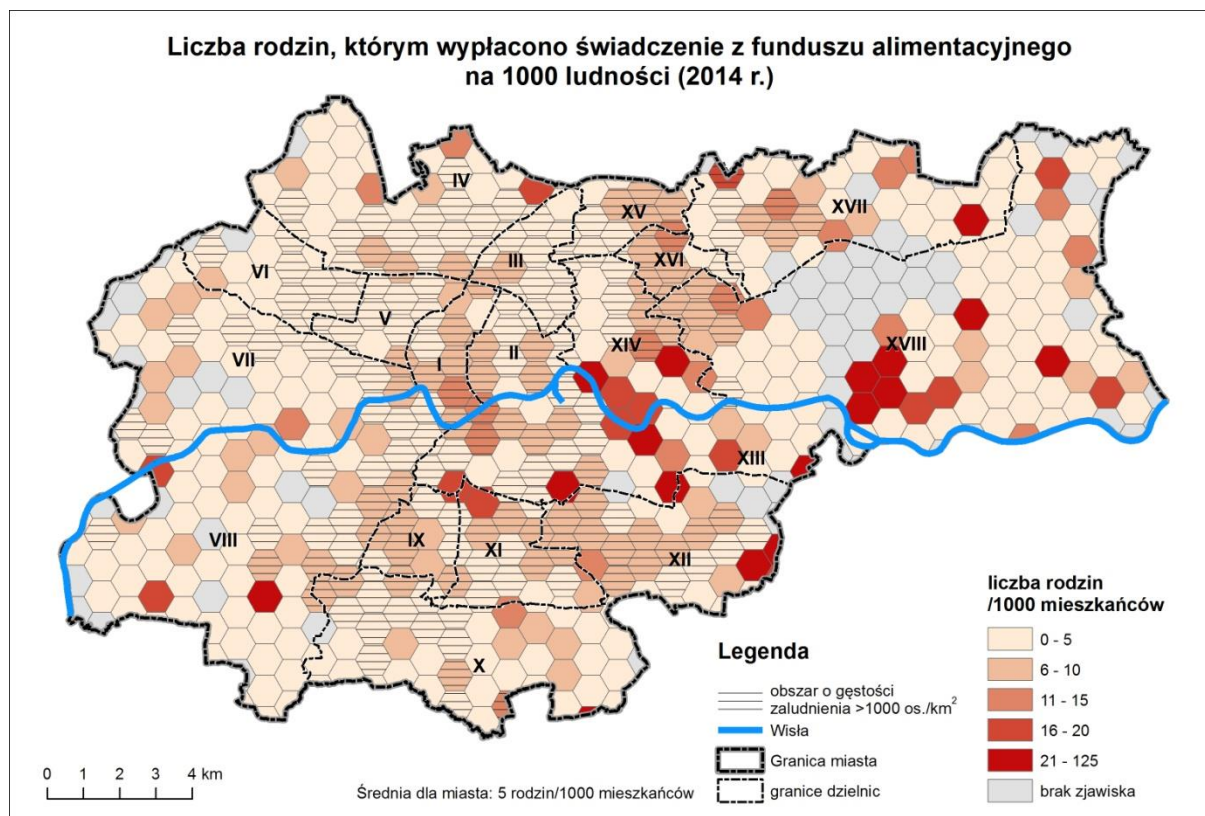 Liczba rodzin, którym wypłacono świadczenie z funduszu alimentacyjnego
na 1000 ludności (2014 r.)
IV
XV
XVII
III
XVI
VI
V
XIV
XVIII
VII
I
II
XIII
VIII
IX
XI
XII
X
Legenda
obszar o gęstości
zaludnienia >1000 os./km²
Wisła
Granica miasta
granice dzielnic
liczba rodzin
/1000 mieszkańców
0 - 5
6 - 10
11 - 15
16 - 20
21 - 125
brak zjawiska
0 1 2 3 4 km
Średnia dla miasta: 5 rodzin/1000 mieszkańców